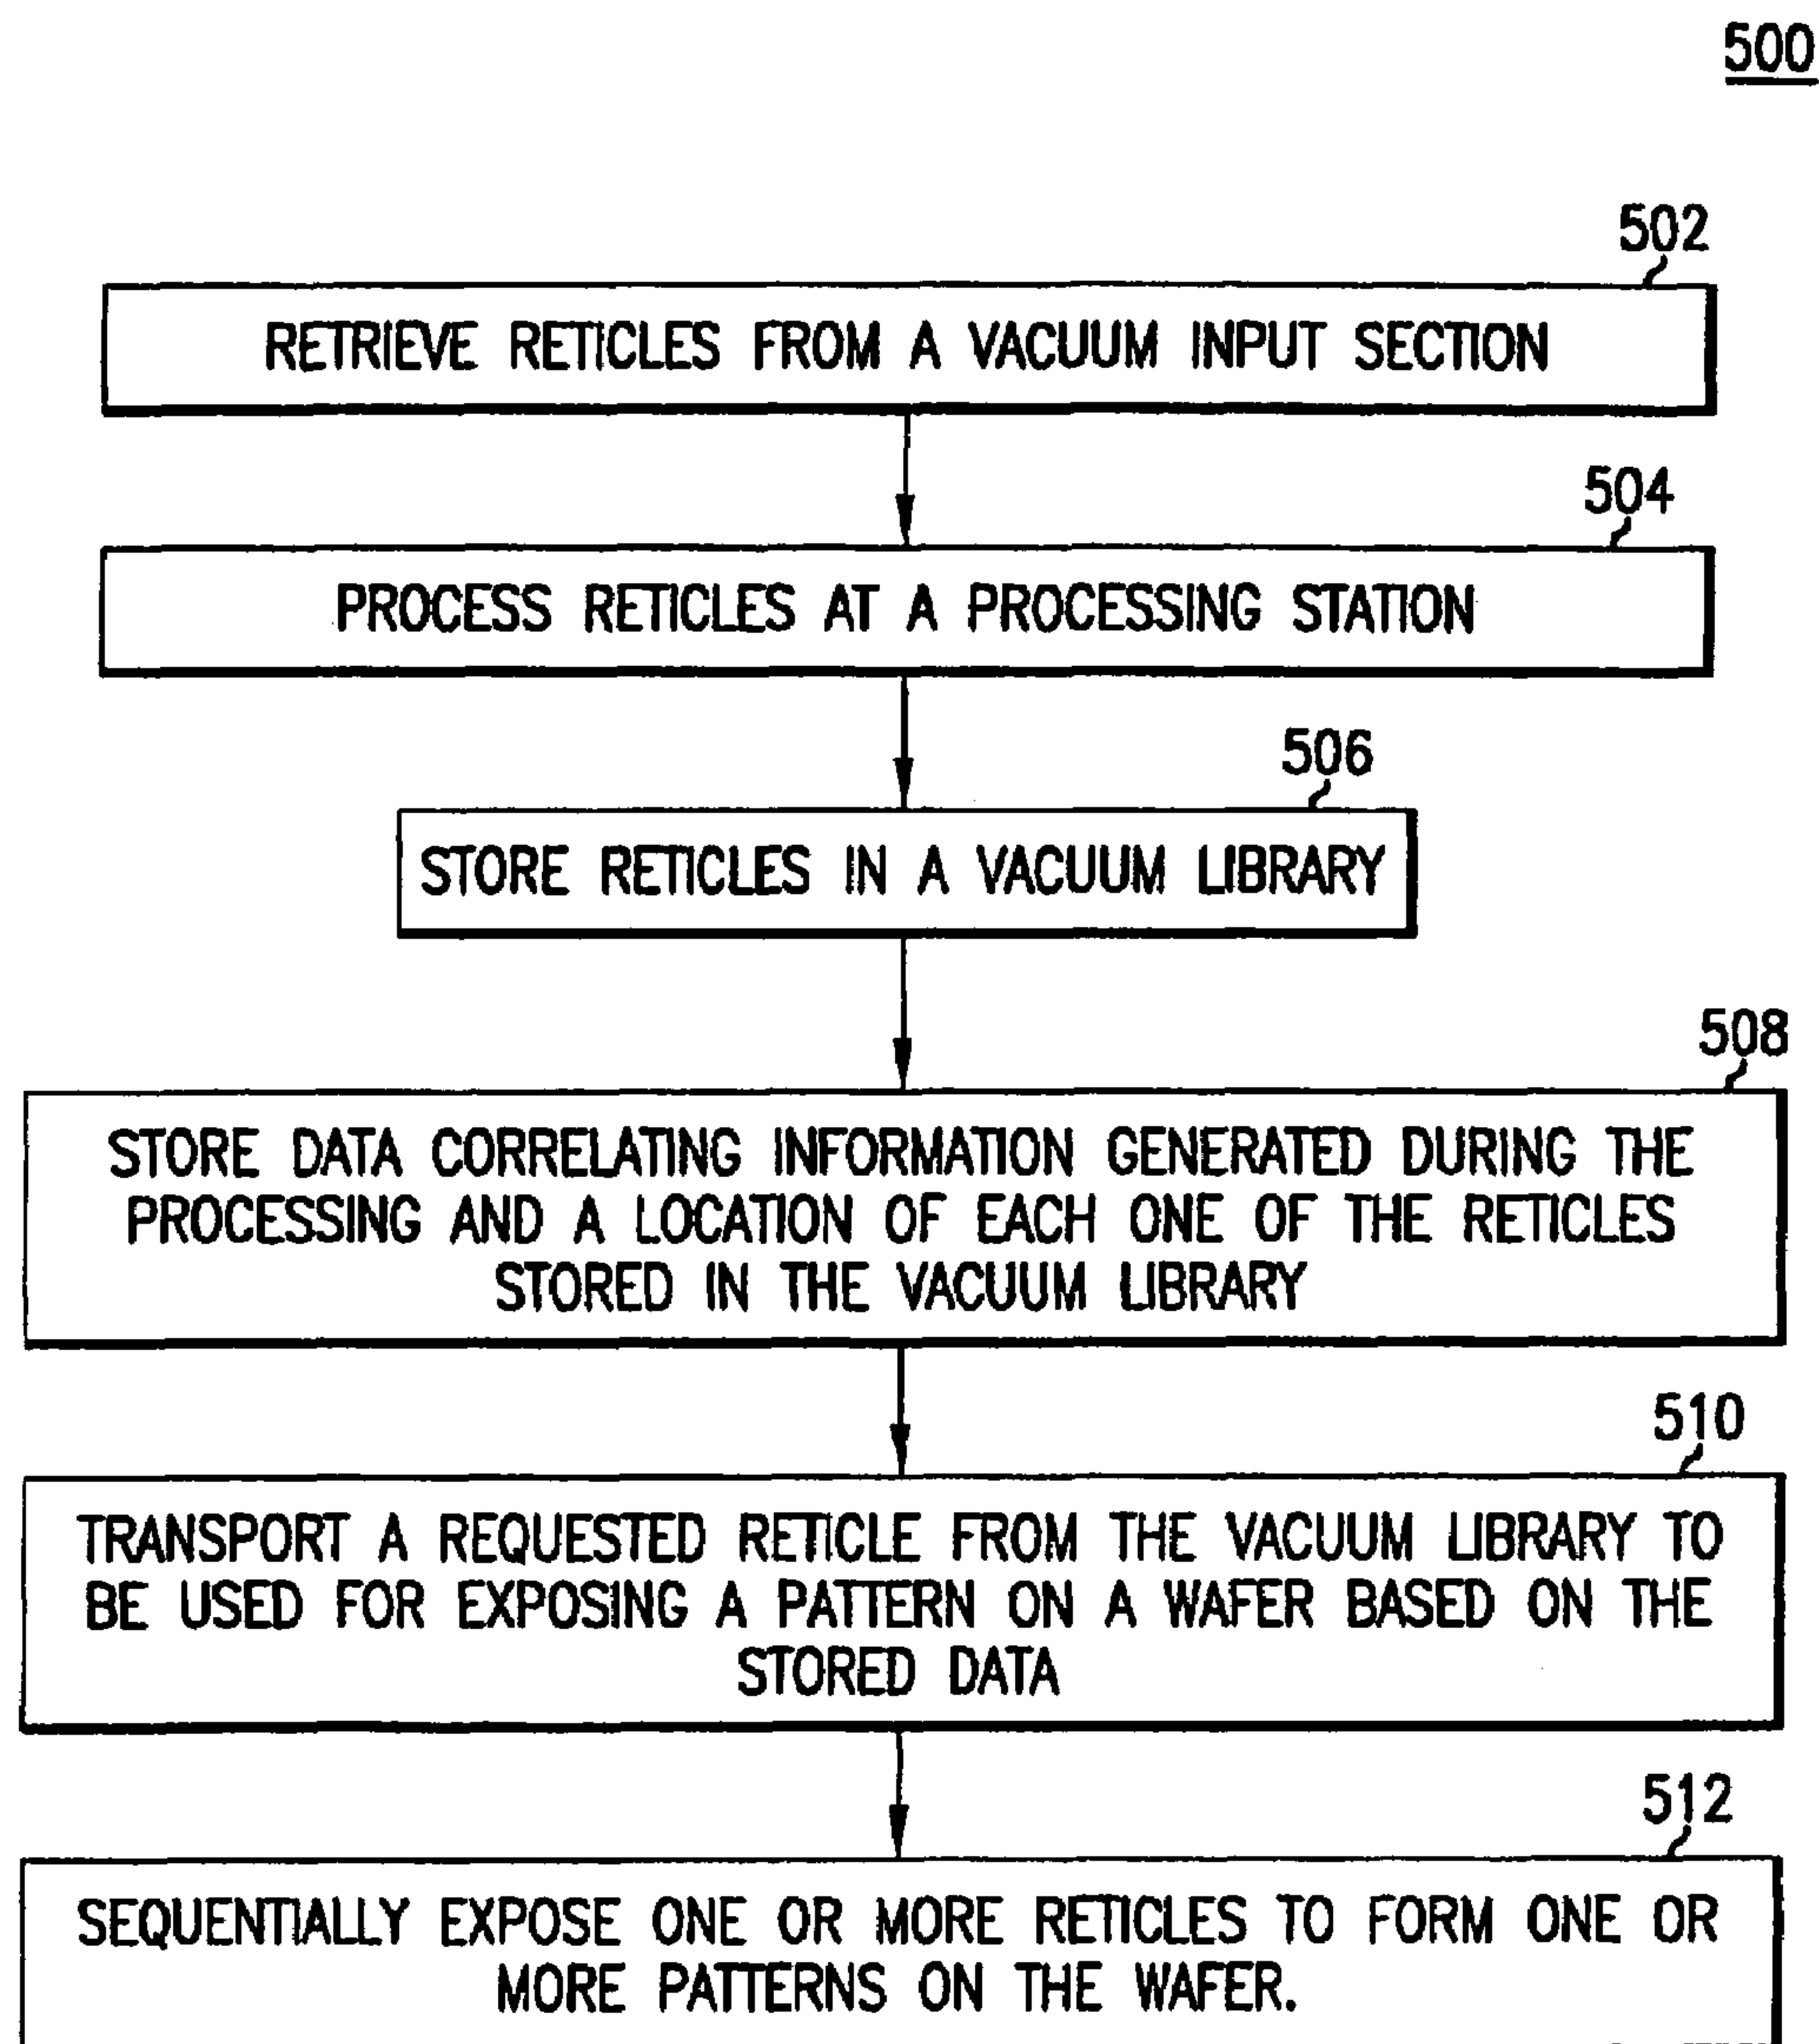 500
502
RETRIEVE RETICLES FROM A VACUUM INPUT SECTION
504
PROCESS RETICLES AT A PROCESSING STATION
506
STORE RETICLES IN A VACUUM LIBRARY
508
STORE DATA CORRELATING INFORMATION GENERATED DURING THE
PROCESSING AND A LOCATION OF EACH ONE OF THE RETICLES
STORED IN THE VACUUM LIBRARY
510
TRANSPORT A REQUESTED RETICLE FROM THE VACUUM LIBRARY TO
BE USED FOR EXPOSING A PATTERN ON A WAFER BASED ON THE
STORED DATA
512
SEQUENTIALLY EXPOSE ONE OR MORE RETICLES TO FORM ONE OR
MORE PATTERNS ON THE WAFER.